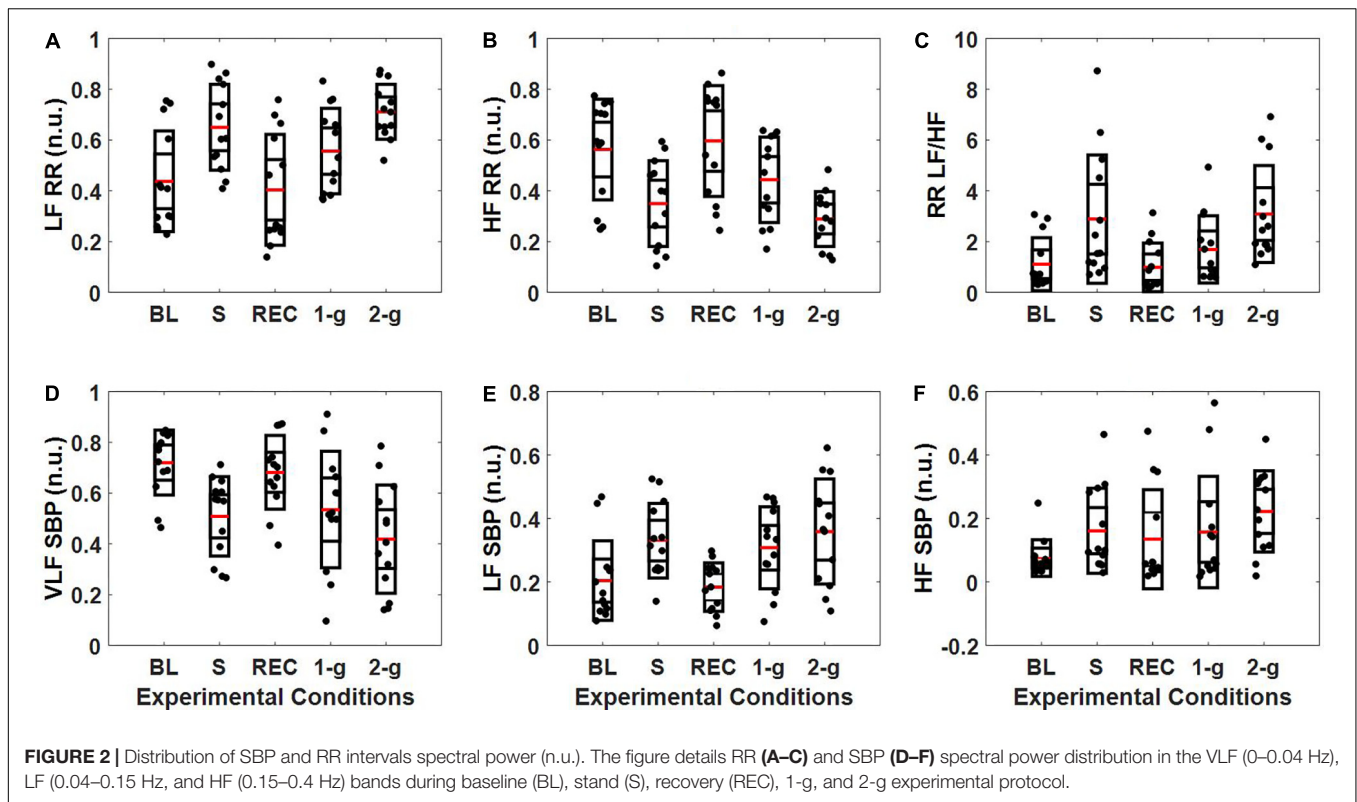 A
B
C
1
0.8
0.6
0.4
0.2
0
LF RR (n.u.)
BL S REC 1-g 2-g
1
0.8
0.6
0.4
0.2
0
HF RR (n.u.)
BL S REC 1-g 2-g
10
8
6
4
2
0
RR LF/HF
BL S REC 1-g 2-g
D
E
F
1
0.8
0.6
0.4
0.2
0
VLF SBP (n.u.)
BL S REC 1-g 2-g
Experimental Conditions
0.8
0.6
0.4
0.2
0
LF SBP (n.u.)
BL S REC 1-g 2-g
Experimental Conditions
0.6
0.4
0.2
0
-0.2
HF SBP (n.u.)
BL S REC 1-g 2-g
Experimental Conditions
FIGURE 2 | Distribution of SBP and RR intervals spectral power (n.u.). The figure details RR (A–C) and SBP (D–F) spectral power distribution in the VLF (0–0.04 Hz),
LF (0.04–0.15 Hz, and HF (0.15–0.4 Hz) bands during baseline (BL), stand (S), recovery (REC), 1-g, and 2-g experimental protocol.